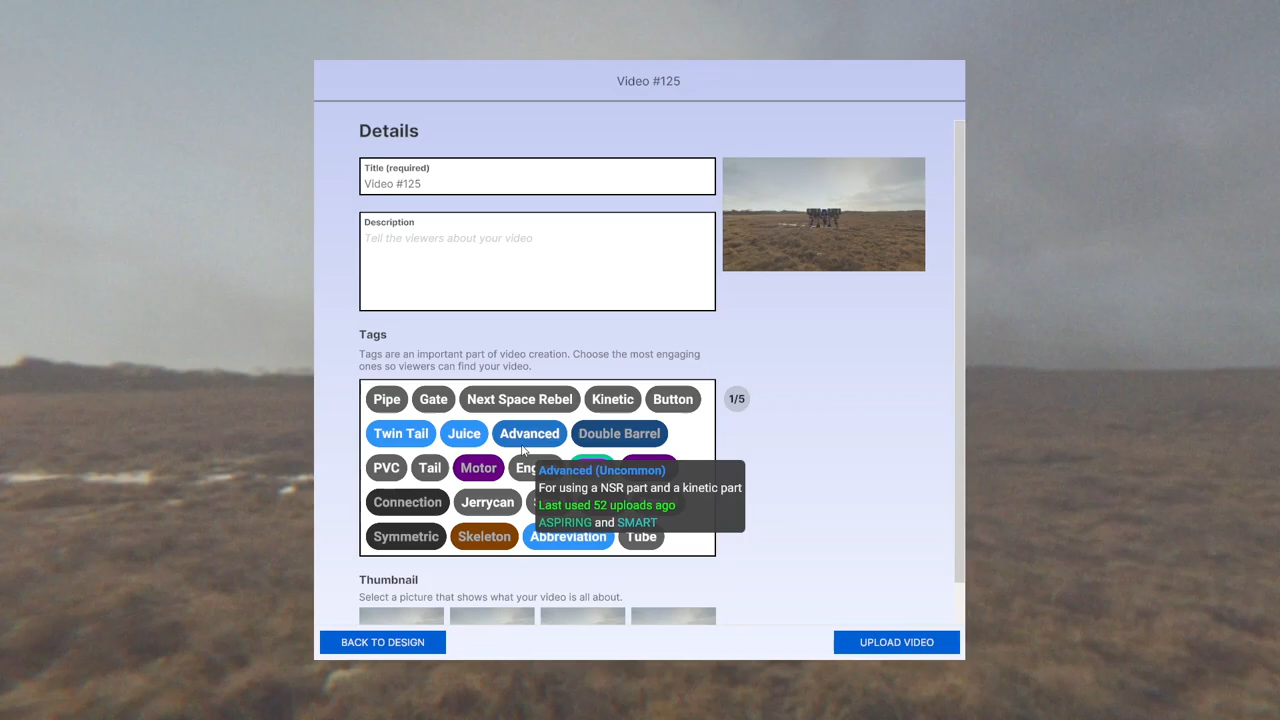 Video #125
Details
Title (required)
Video #125
Description
Tell the viewers about your video
Tags
Tags are an important part of video creation. Choose the most engaging
ones so viewers can find your video.
Pipe Gate Next Space Rebel Kinetic Button 1/5
Twin Tail Juice Advanced Double Barrel
PVC Tail Motor Eng
Advanced (Uncommon)
For using a NSR part and a kinetic part
Last used 52 uploads ago
ASPIRING and SMART
Connection Jerrycan
Symmetric Skeleton Abbreviation Tube
Thumbnail
Select a picture that shows what your video is all about.
BACK TO DESIGN UPLOAD VIDEO